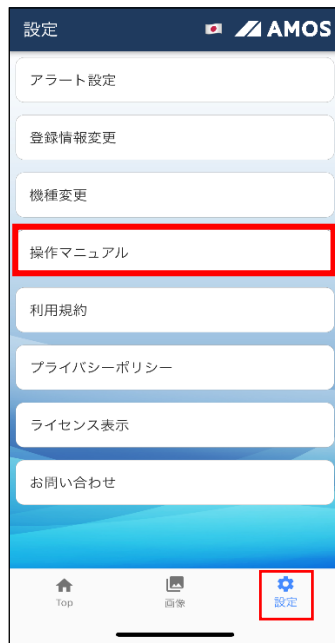 設定
AMOS
アラート設定
登録情報変更
機種変更
操作マニュアル
利用規約
プライバシーポリシー
ライセンス表示
お問い合わせ
Top
画像
設定